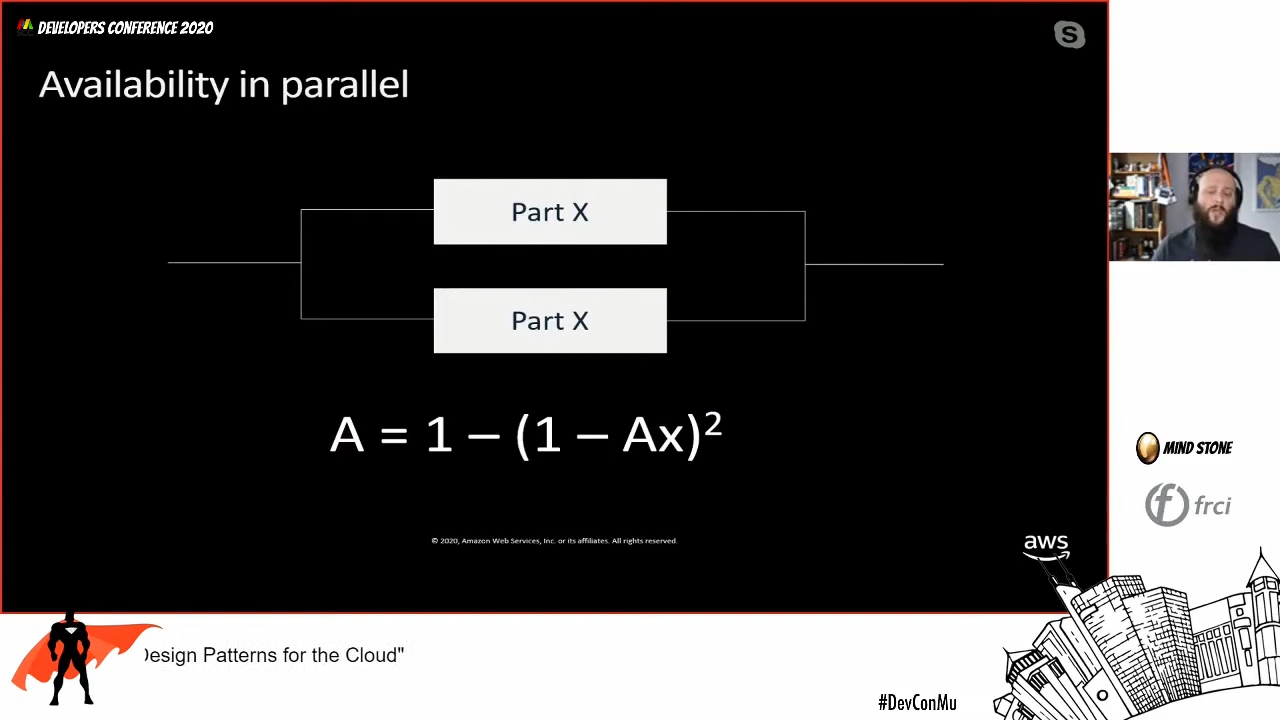 DEVELOPERS CONFERENCE 2020
S
Availability in parallel
Part X
Part X
A = 1 – (1 – Ax)²
MIND STONE
frci
© 2020, Amazon Web Services, Inc. or its affiliates. All rights reserved.
aws
Design Patterns for the Cloud"
#DevConMu